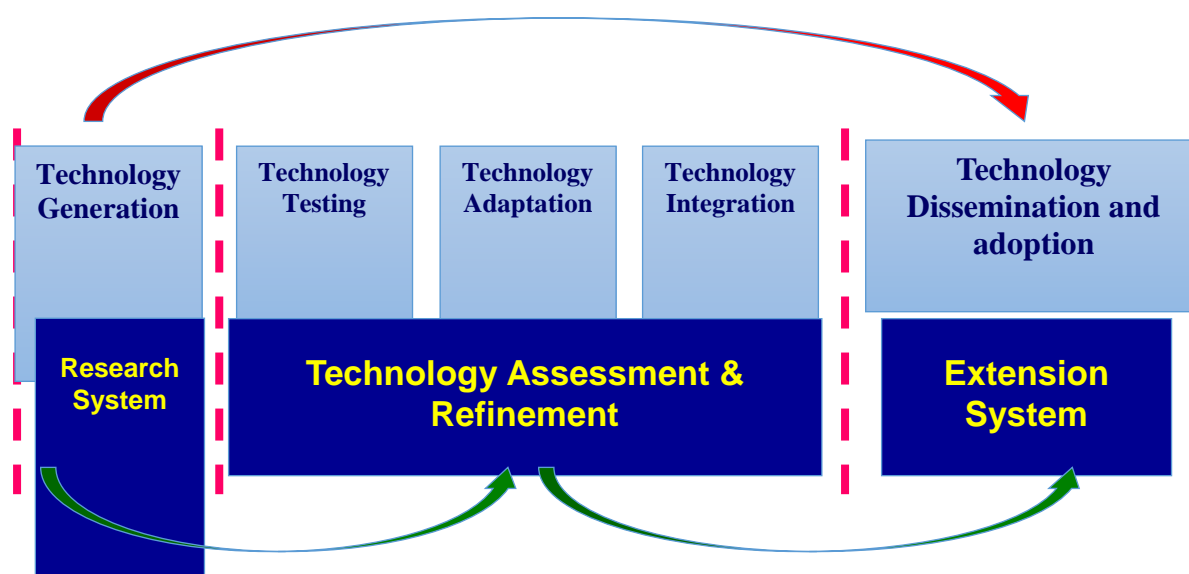 Technology
Generation
Technology
Testing
Technology
Adaptation
Technology
Integration
Technology
Dissemination and
adoption
Research
System
Technology Assessment &
Refinement
Extension
System